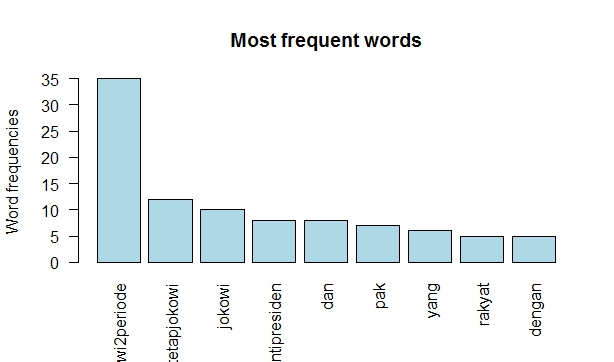 Most frequent words
Word frequencies
35
30
25
20
15
10
5
0
wi2periode
tetapjokowi
jokowi
ntipresiden
dan
pak
yang
rakyat
dengan